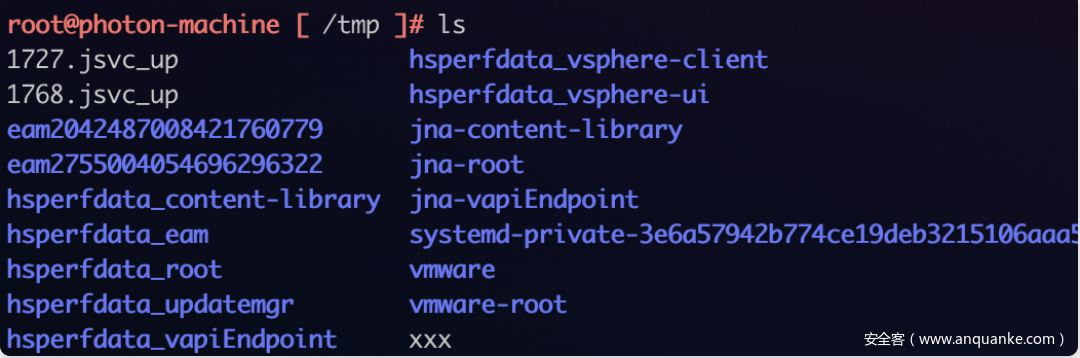 root@photon-machine [ /tmp ]# ls
1727.jsvc_up hsperfdata_vsphere-client
1768.jsvc_up hsperfdata_vsphere-ui
eam2042487008421760779 jna-content-library
eam2755004054696296322 jna-root
hsperfdata_content-library jna-vapiEndpoint
hsperfdata_eam systemd-private-3e6a57942b774ce19deb3215106aaa5
hsperfdata_root vmware
hsperfdata_updatemgr vmware-root
hsperfdata_vapiEndpoint xxx
安全客（www.anquanke.com）